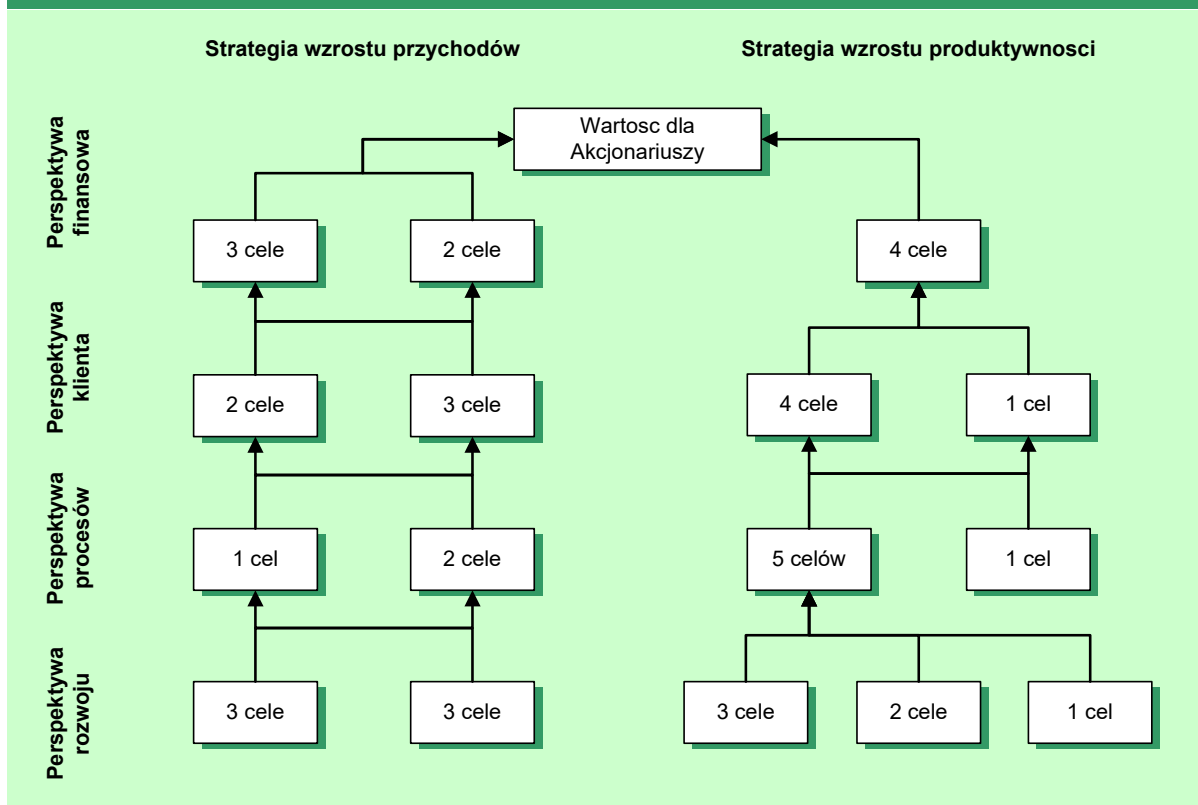 Strategia wzrostu przychodów
Strategia wzrostu produktywnosci
Perspektywa
finansowa
Wartosc dla
Akcjonariuszy
3 cele
2 cele
4 cele
Perspektywa
klienta
2 cele
3 cele
4 cele
1 cel
Perspektywa
procesów
1 cel
2 cele
5 celów
1 cel
Perspektywa
rozwoju
3 cele
3 cele
3 cele
2 cele
1 cel